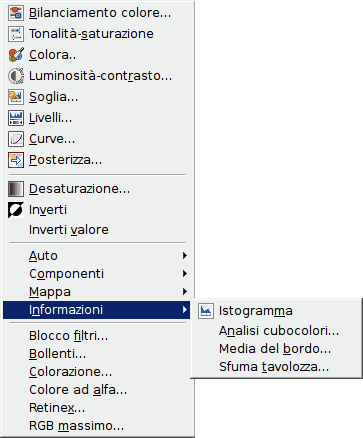 Bilanciamento colore...
Tonalità-saturazione
Colora..
Luminosità-contrasto...
Soglia...
Livelli...
Curve...
Posterizza...
Desaturazione...
Inverti
Inverti valore
Auto
Componenti
Mappa
Informazioni
Istogramma
Analisi cubocolori...
Media del bordo...
Sfuma tavolozza...
Blocco filtri...
Bollenti...
Colorazione...
Colore ad alfa...
Retinex...
RGB massimo...